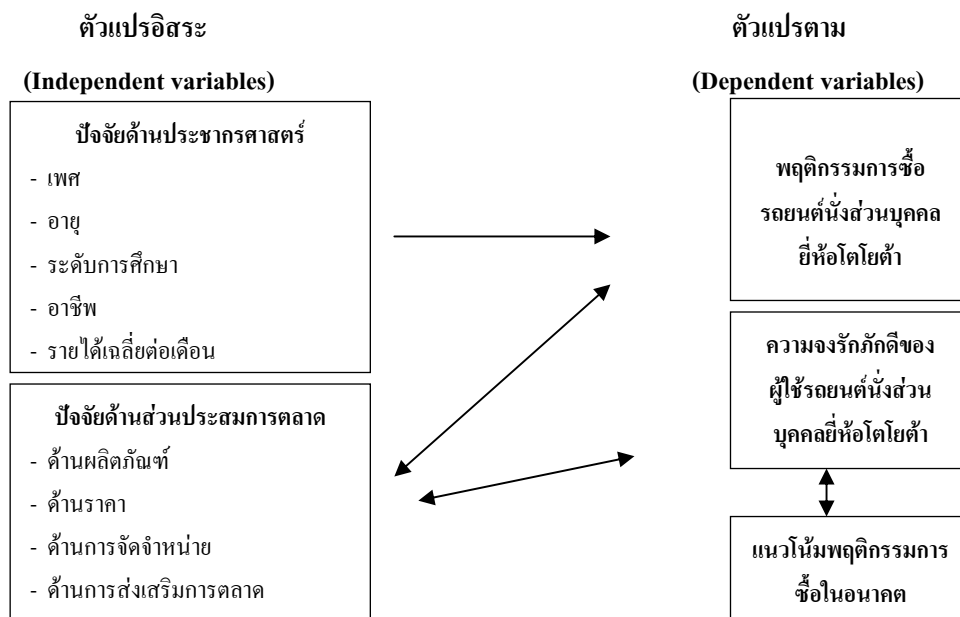 ตัวแปรอิสระ
(Independent variables)
ปัจจัยด้านประชากรศาสตร์
- เพศ
- อายุ
- ระดับการศึกษา
- อาชีพ
- รายได้เฉลี่ยต่อเดือน
ปัจจัยด้านส่วนประสมการตลาด
- ด้านผลิตภัณฑ์
- ด้านราคา
- ด้านการจัดจำหน่าย
- ด้านการส่งเสริมการตลาด
ตัวแปรตาม
(Dependent variables)
พฤติกรรมการซื้อ
รถยนต์นั่งส่วนบุคคล
ยี่ห้อโตโยต้า
ความจงรักภักดีของ
ผู้ใช้รถยนต์นั่งส่วน
บุคคลยี่ห้อโตโยต้า
แนวโน้มพฤติกรรมการ
ซื้อในอนาคต